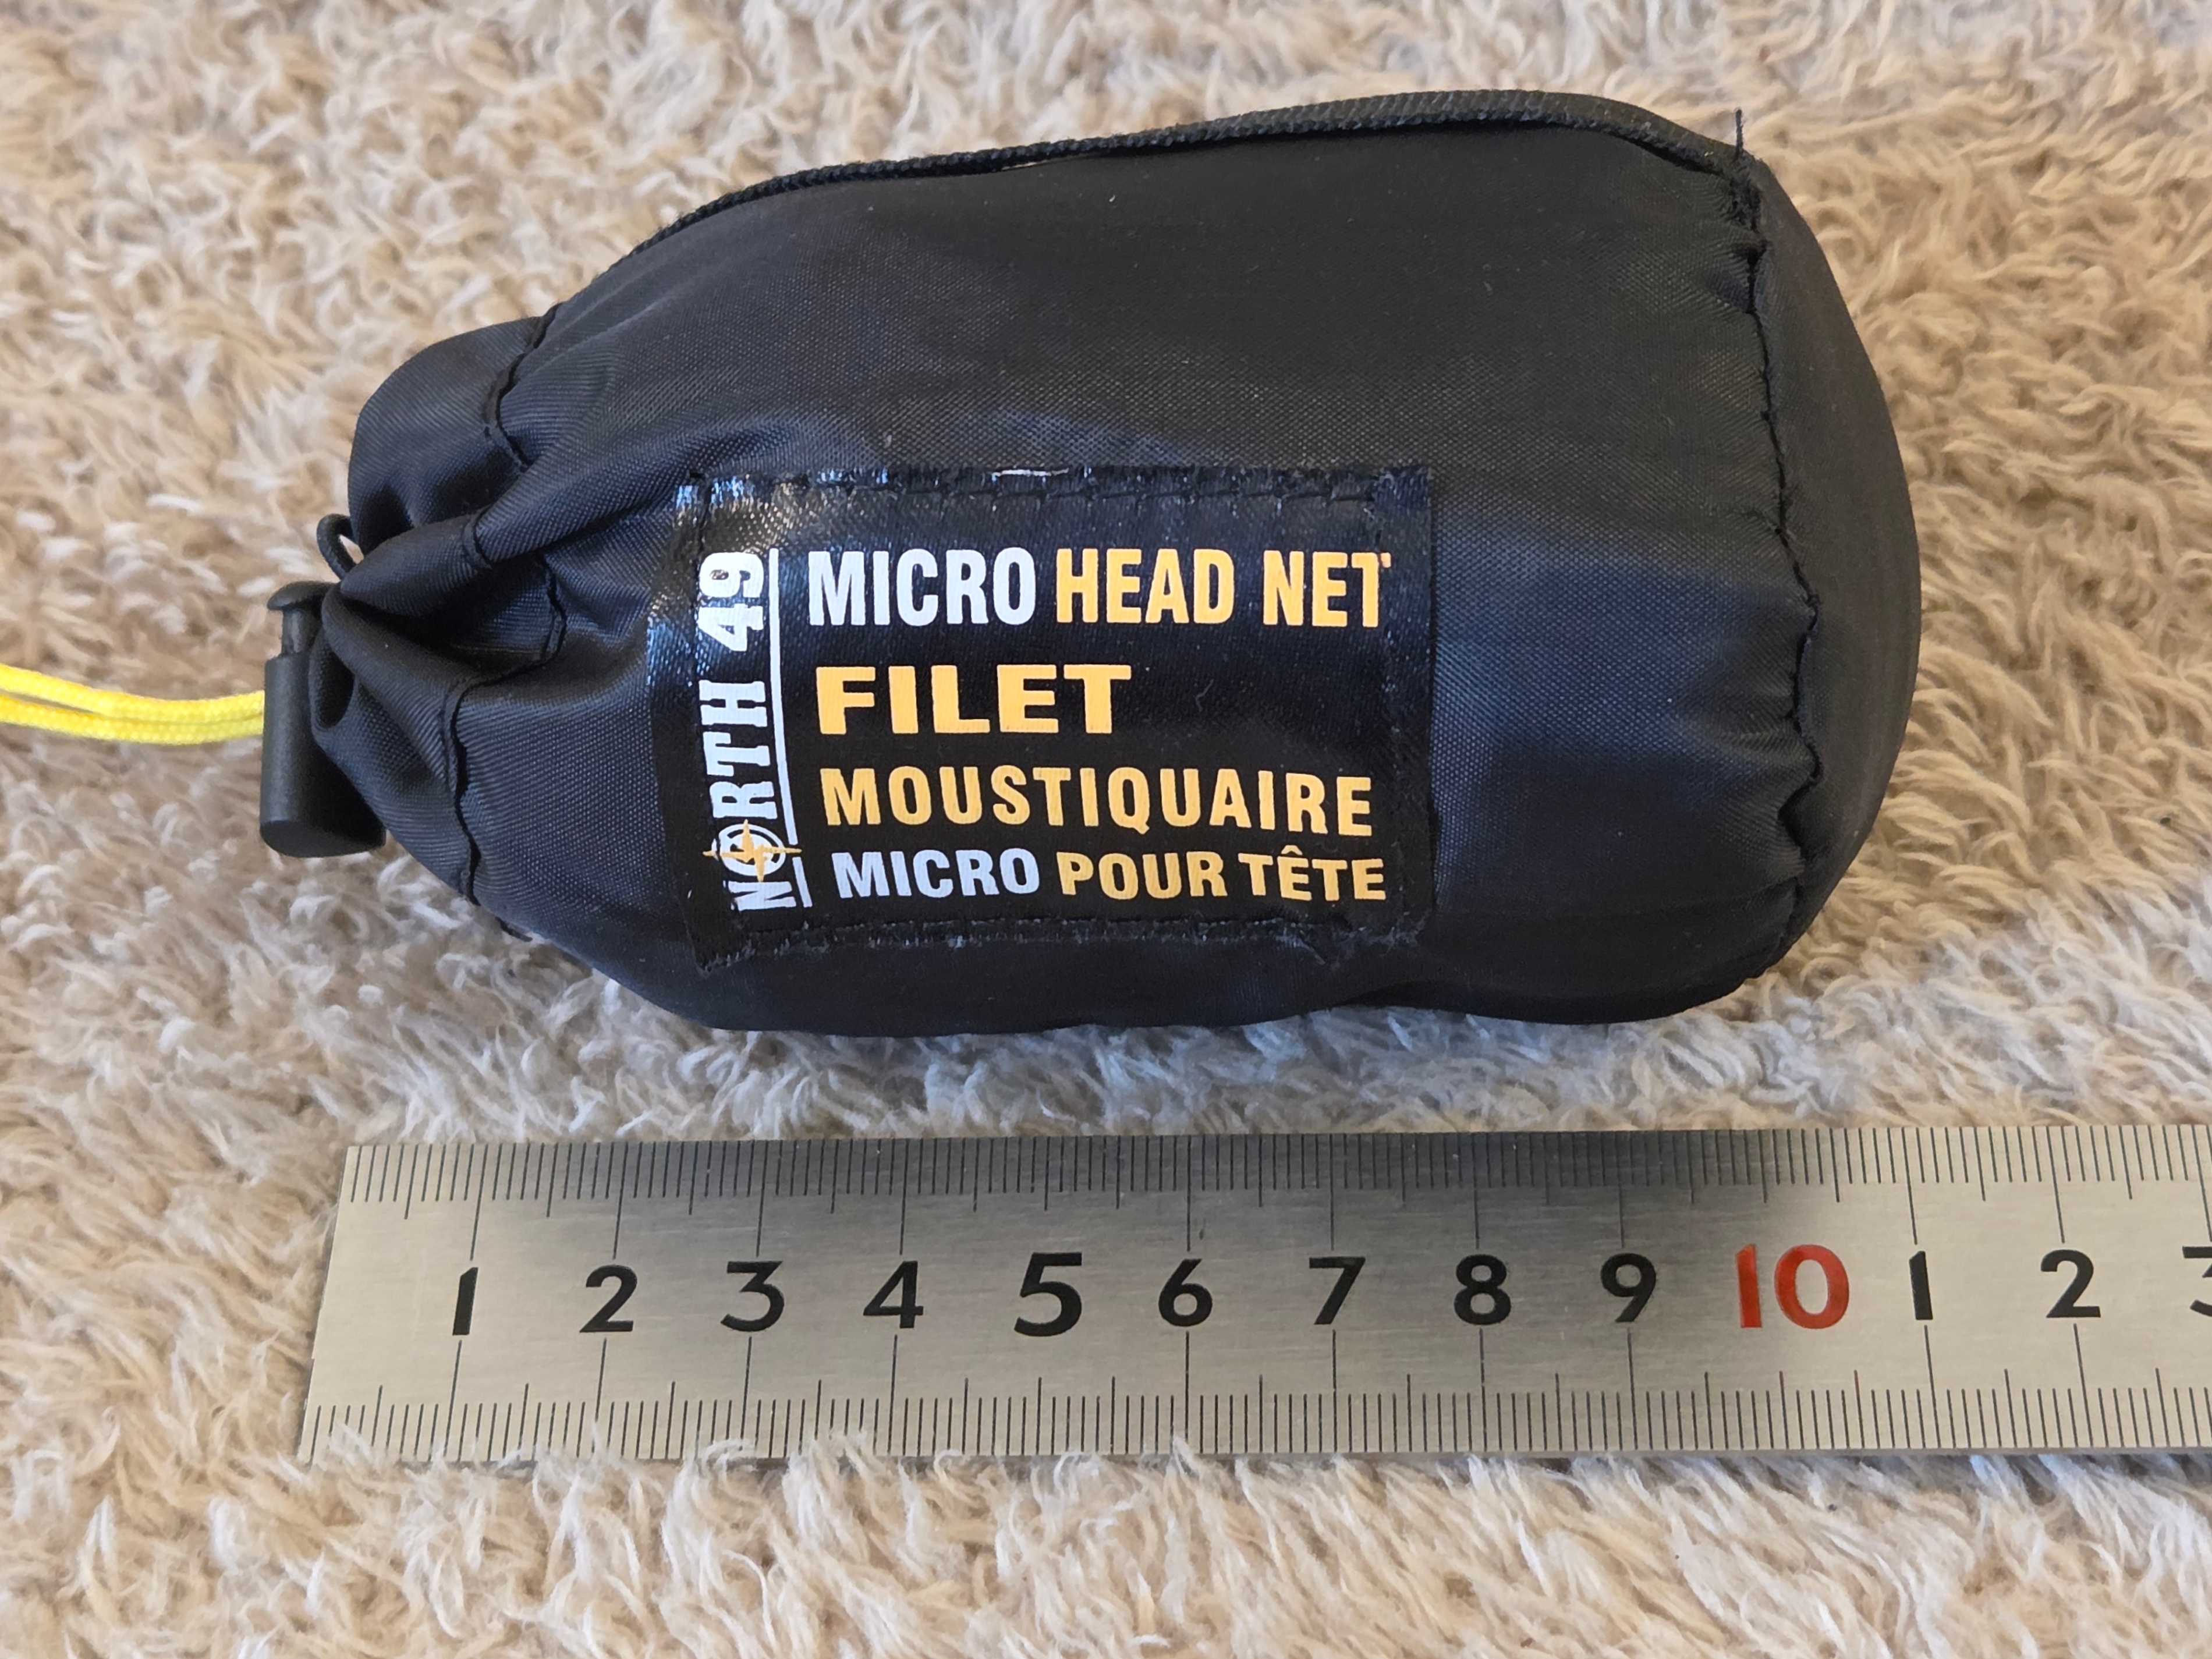 NORTH 49
MICRO HEAD NET
FILET
MOUSTIQUAIRE
MICRO POUR TÊTE
1 2 3 4 5 6 7 8 9 10 1 2 3